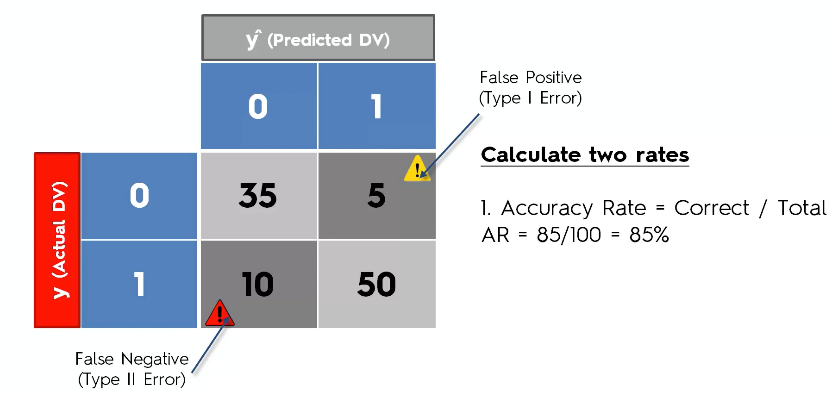 ŷ (Predicted DV)
0 1
False Positive
(Type I Error)
Calculate two rates
y (Actual DV)
0 35 5
!
1. Accuracy Rate = Correct / Total
AR = 85/100 = 85%
1 10 50
!
False Negative
(Type II Error)